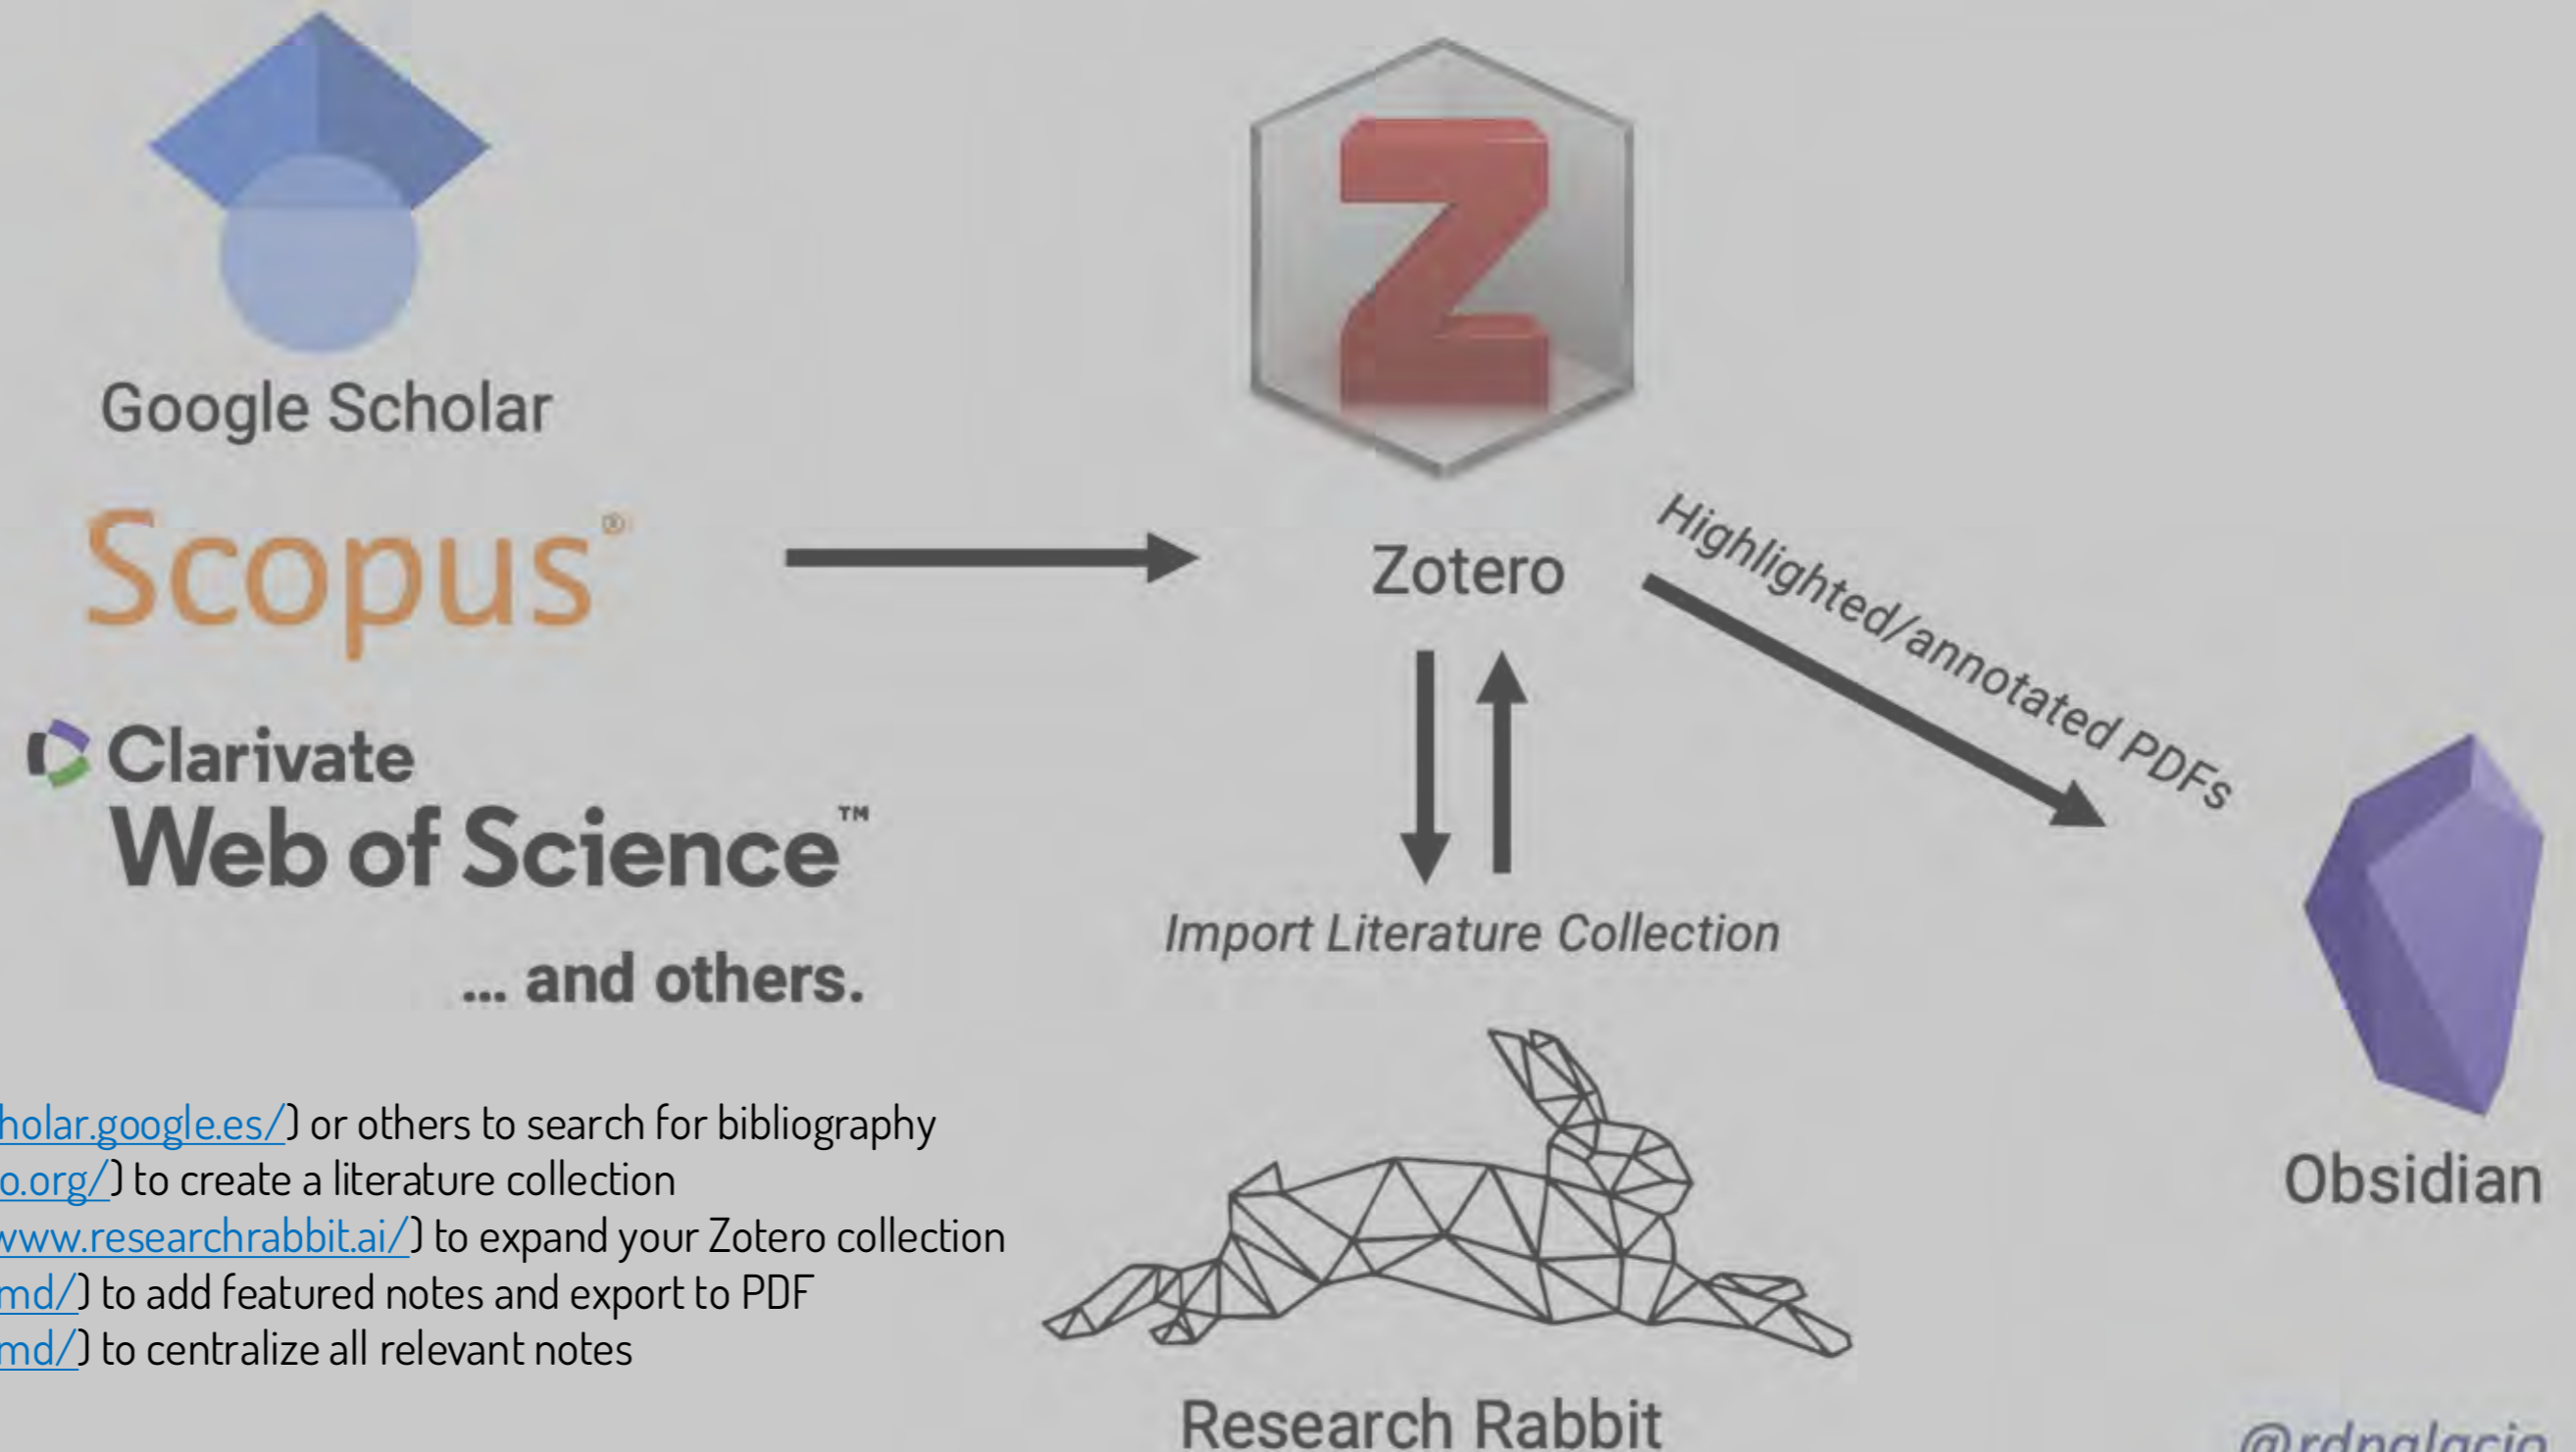 Google Scholar
Scopus®
Clarivate
Web of Science™
... and others.
Zotero
Highlighted/annotated PDFs
Import Literature Collection
Obsidian
Research Rabbit
holar.google.es/) or others to search for bibliography
o.org/) to create a literature collection
www.researchrabbit.ai/) to expand your Zotero collection
md/) to add featured notes and export to PDF
md/) to centralize all relevant notes